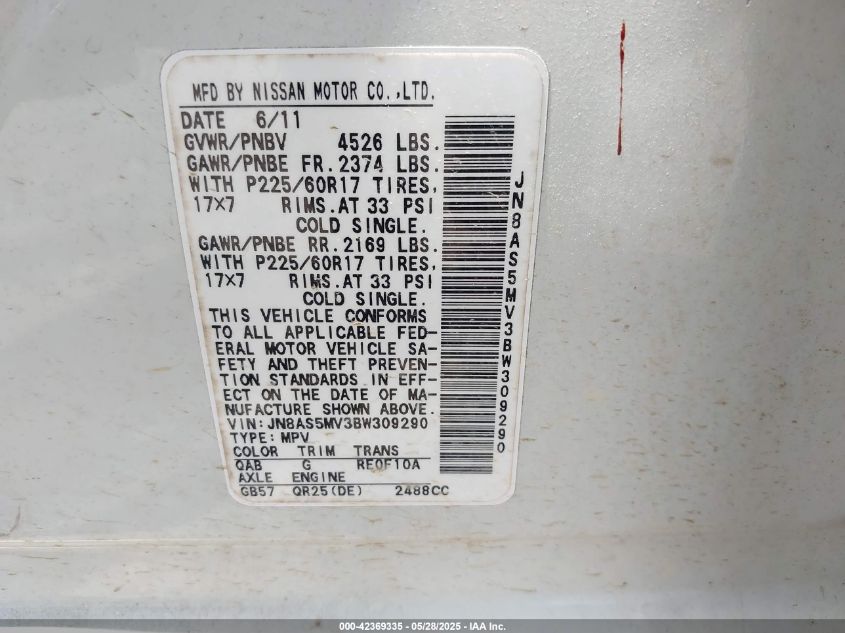 MFD BY NISSAN MOTOR CO.,LTD.
DATE 6/11
GVWR/PNBV 4526 LBS.
GAWR/PNBE FR. 2374 LBS.
WITH P225/60R17 TIRES,
17×7 RIMS.AT 33 PSI
COLD SINGLE.
GAWR/PNBE RR. 2169 LBS.
WITH P225/60R17 TIRES,
17×7 RIMS.AT 33 PSI
COLD SINGLE.
THIS VEHICLE CONFORMS
TO ALL APPLICABLE FED-
ERAL MOTOR VEHICLE SA-
FETY AND THEFT PREVEN-
TION STANDARDS IN EFF-
ECT ON THE DATE OF MA-
NUFACTURE SHOWN ABOVE.
VIN: JN8AS5MV3BW309290
TYPE: MPV
COLOR TRIM TRANS
QAB G RE0F10A
AXLE ENGINE
GB57 QR25(DE) 2488CC
JN8AS5MV3BW309290
000-42369335 - 05/28/2025 - IAA Inc.